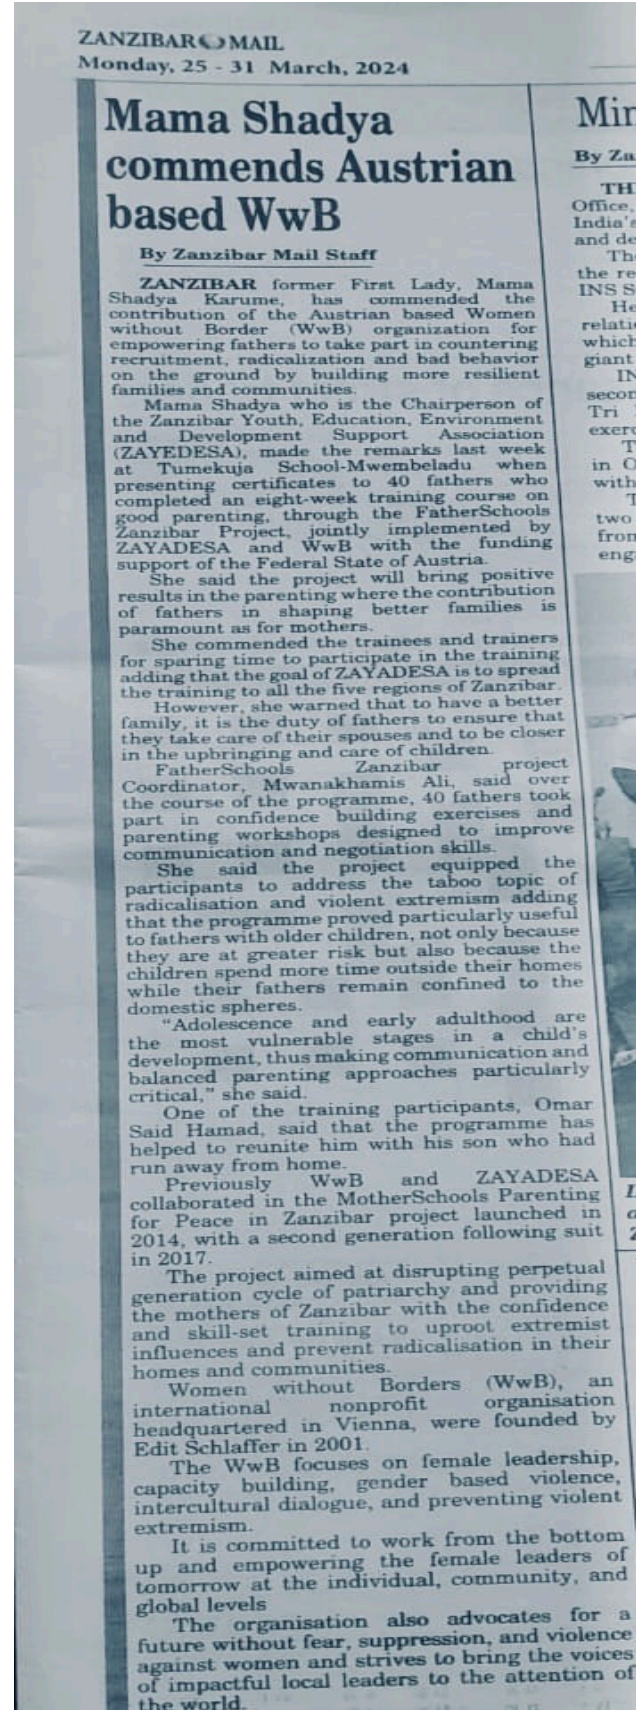 ZANZIBAR MAIL
Monday, 25 - 31 March, 2024
Mama Shadya
commends Austrian
based WwB
By Zanzibar Mail Staff
ZANZIBAR former First Lady, Mama
Shadya Karume, has commended the
contribution of the Austrian based Women
without Border (WwB) organization for
empowering fathers to take part in countering
recruitment, radicalization and bad behavior
on the ground by building more resilient
families and communities.
Mama Shadya who is the Chairperson of
the Zanzibar Youth, Education, Environment
and Development Support Association
(ZAYEDESA), made the remarks last week
at Tumekuja School-Mwembeladu when
presenting certificates to 40 fathers who
completed an eight-week training course on
good parenting, through the FatherSchools
Zanzibar Project, jointly implemented by
ZAYADESA and WwB with the funding
support of the Federal State of Austria.
She said the project will bring positive
results in the parenting where the contribution
of fathers in shaping better families is
paramount as for mothers.
She commended the trainees and trainers
for sparing time to participate in the training
adding that the goal of ZAYADESA is to spread
the training to all the five regions of Zanzibar.
However, she warned that to have a better
family, it is the duty of fathers to ensure that
they take care of their spouses and to be closer
in the upbringing and care of children.
FatherSchools Zanzibar project
Coordinator, Mwanakhamis Ali, said over
the course of the programme, 40 fathers took
part in confidence building exercises and
parenting workshops designed to improve
communication and negotiation skills.
She said the project equipped the
participants to address the taboo topic of
radicalisation and violent extremism adding
that the programme proved particularly useful
to fathers with older children, not only because
they are at greater risk but also because the
children spend more time outside their homes
while their fathers remain confined to the
domestic spheres.
"Adolescence and early adulthood are
the most vulnerable stages in a child's
development, thus making communication and
balanced parenting approaches particularly
critical," she said.
One of the training participants, Omar
Said Hamad, said that the programme has
helped to reunite him with his son who had
run away from home.
Previously WwB and ZAYADESA
collaborated in the MotherSchools Parenting
for Peace in Zanzibar project launched in
2014, with a second generation following suit
in 2017.
The project aimed at disrupting perpetual
generation cycle of patriarchy and providing
the mothers of Zanzibar with the confidence
and skill-set training to uproot extremist
influences and prevent radicalisation in their
homes and communities.
Women without Borders (WwB), an
international nonprofit organisation
headquartered in Vienna, were founded by
Edit Schlaffer in 2001.
The WwB focuses on female leadership,
capacity building, gender based violence,
intercultural dialogue, and preventing violent
extremism.
It is committed to work from the bottom
up and empowering the female leaders of
tomorrow at the individual, community, and
global levels
The organisation also advocates for a
future without fear, suppression, and violence
against women and strives to bring the voices
of impactful local leaders to the attention of
the world.
By Za
TH
Office,
India's
and de
Th
the re
INS S
He
relati
which
giant
IN
secon
Tri
exerc
T
in O
with
T
two
from
eng